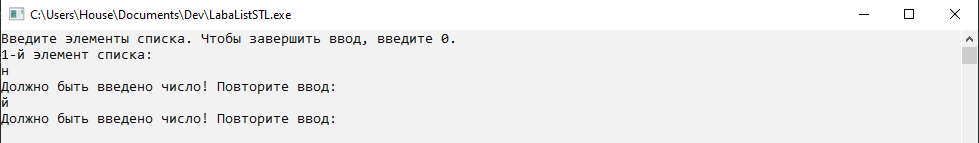 C:\Users\House\Documents\Dev\LabaListSTL.exe
Введите элементы списка. Чтобы завершить ввод, введите 0.
1-й элемент списка:
н
Должно быть введено число! Повторите ввод:
й
Должно быть введено число! Повторите ввод: